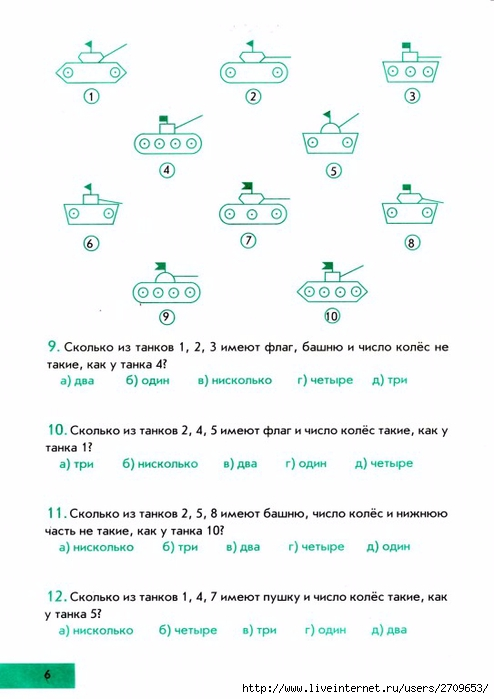 1
2
3
4
5
6
7
8
9
10
9. Сколько из танков 1, 2, 3 имеют флаг, башню и число колёс не
такие, как у танка 4?
а) два б) один в) нисколько г) четыре д) три
10. Сколько из танков 2, 4, 5 имеют флаг и число колёс такие, как у
танка 1?
а) три б) нисколько в) два г) один д) четыре
11. Сколько из танков 2, 5, 8 имеют башню, число колёс и нижнюю
часть не такие, как у танка 10?
а) нисколько б) три в) два г) четыре д) один
12. Сколько из танков 1, 4, 7 имеют пушку и число колёс такие, как
у танка 5?
а) нисколько б) четыре в) три г) один д) два
6
http://www.liveinternet.ru/users/2709653/